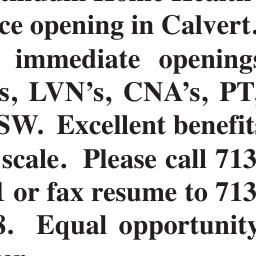 ce opening in Calvert.
immediate openings
s, LVN's, CNA's, PT,
SW. Excellent benefits
scale. Please call 713
l or fax resume to 713
8. Equal opportunity